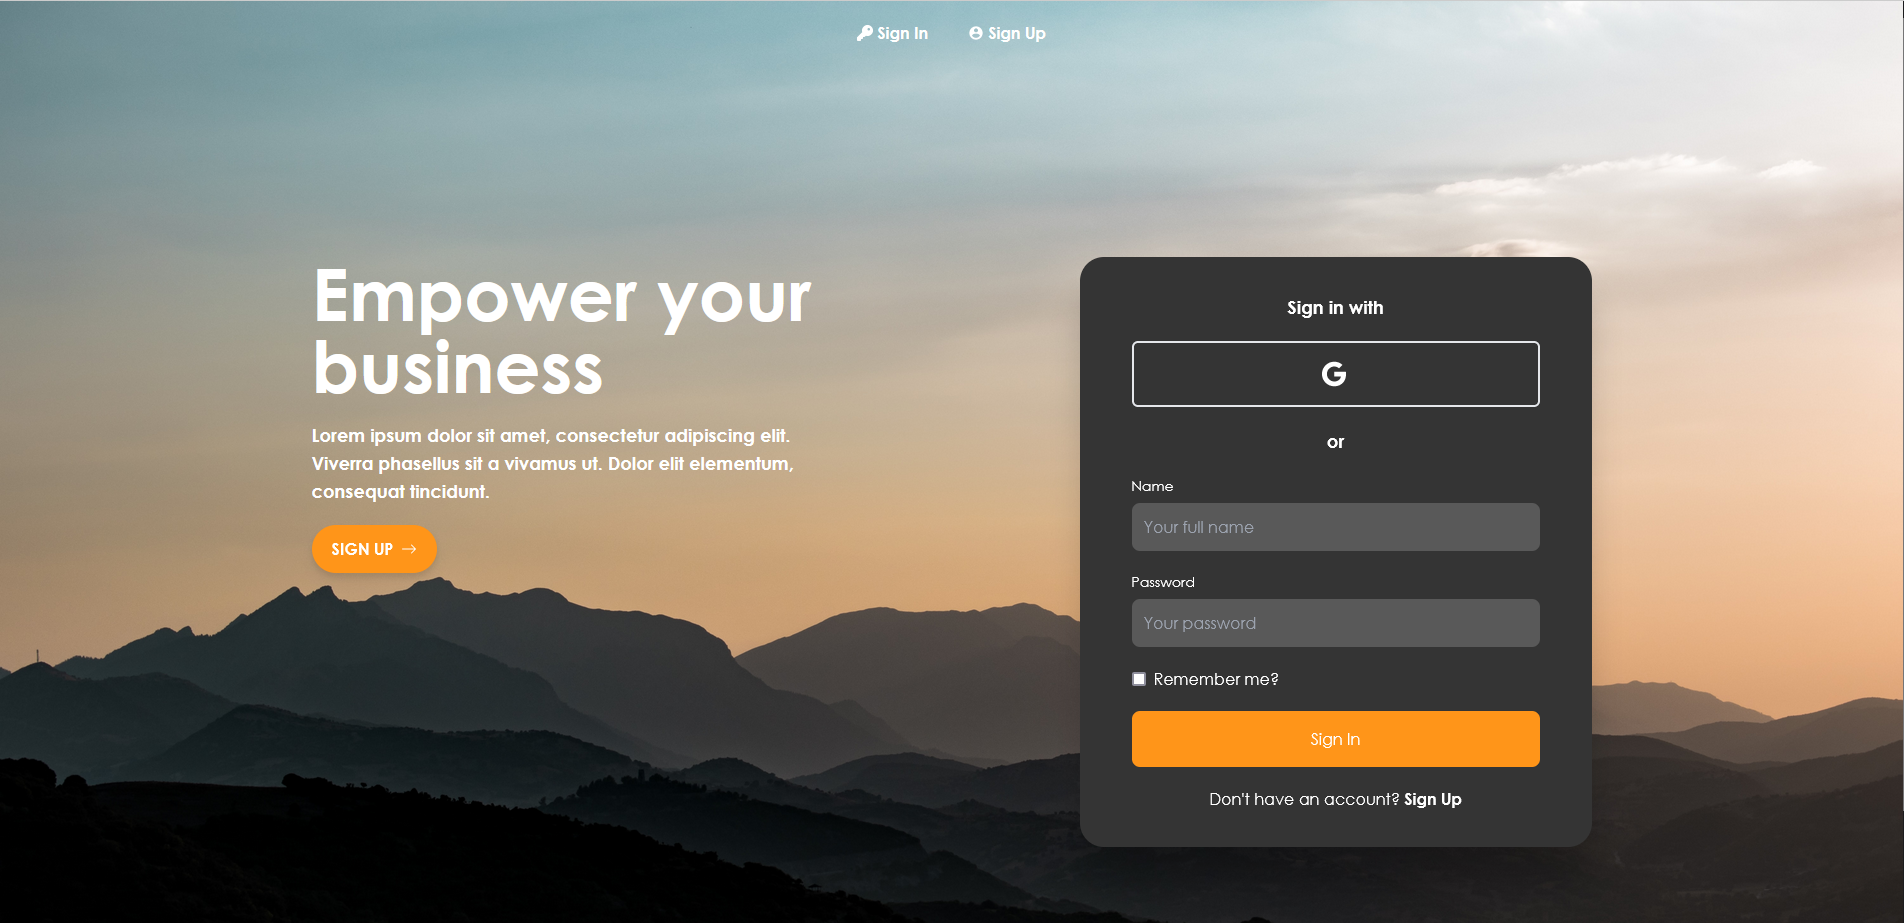 Sign In
Sign Up
Empower your
business
Lorem ipsum dolor sit amet, consectetur adipiscing elit.
Viverra phasellus sit a vivamus ut. Dolor elit elementum,
consequat tincidunt.
SIGN UP
Sign in with
G
or
Name
Your full name
Password
Your password
Remember me?
Sign In
Don't have an account? Sign Up